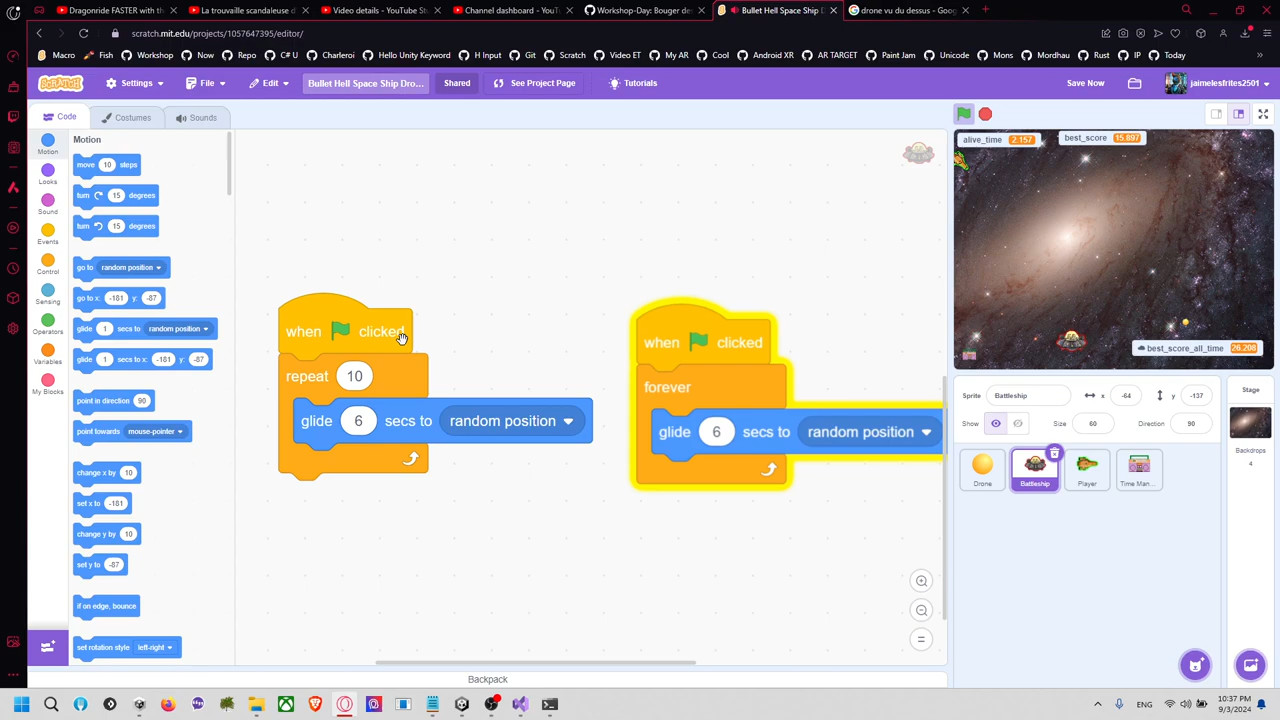 Dragonride FASTER with th
La trouvaille scandaleuse d
Video details - YouTube Stu
Channel dashboard - YouTu
Workshop-Day: Bouger des
Bullet Hell Space Ship D
drone vu du dessus - Goog
scratch.mit.edu/projects/1057647395/editor/
Macro
Fish
Workshop
Now
Repo
C# U
Charleroi
Hello Unity Keyword
H Input
Git
Scratch
Video ET
My AR
Cool
Android XR
AR TARGET
Paint Jam
Unicode
Mons
Mordhau
Rust
IP
Today
SCRATCH
Settings
File
Edit
Bullet Hell Space Ship Dro...
Shared
See Project Page
Tutorials
Save Now
jaimelesfrites2501
Code
Costumes
Sounds
Motion
Looks
Sound
Events
Control
Sensing
Operators
Variables
My Blocks
Motion
move 10 steps
turn 15 degrees
turn 15 degrees
go to random position
go to x: -181 y: -87
glide 1 secs to random position
glide 1 secs to x: -181 y: -87
point in direction 90
point towards mouse-pointer
change x by 10
set x to -181
change y by 10
set y to -87
if on edge, bounce
set rotation style left-right
when clicked
repeat 10
glide 6 secs to random position
when clicked
forever
glide 6 secs to random position
Backpack
alive_time 2.157
best_score 15.897
best_score_all_time 26.208
Sprite Battleship x -64 y -137
Show Size 60 Direction 90
Drone
Battleship
Player
Time Man...
Stage
Backdrops
4
ENG
10:37 PM
9/3/2024